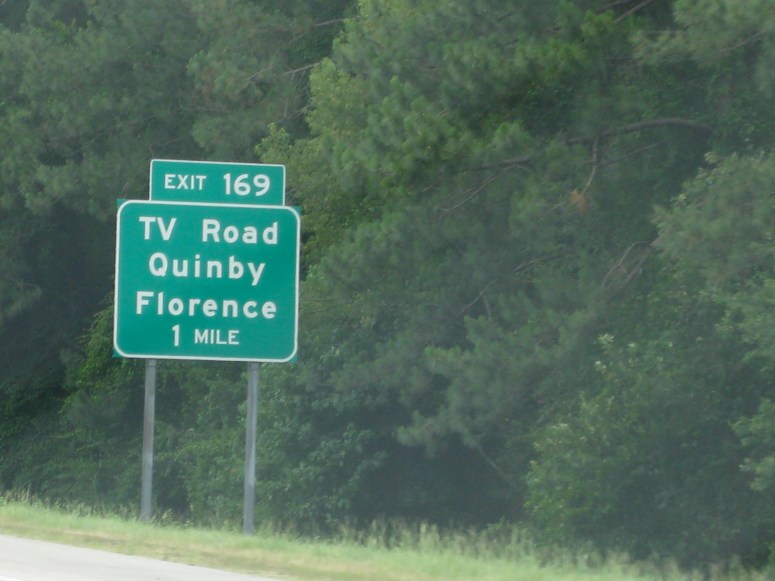 EXIT 169
TV Road
Quinby
Florence
1 MILE